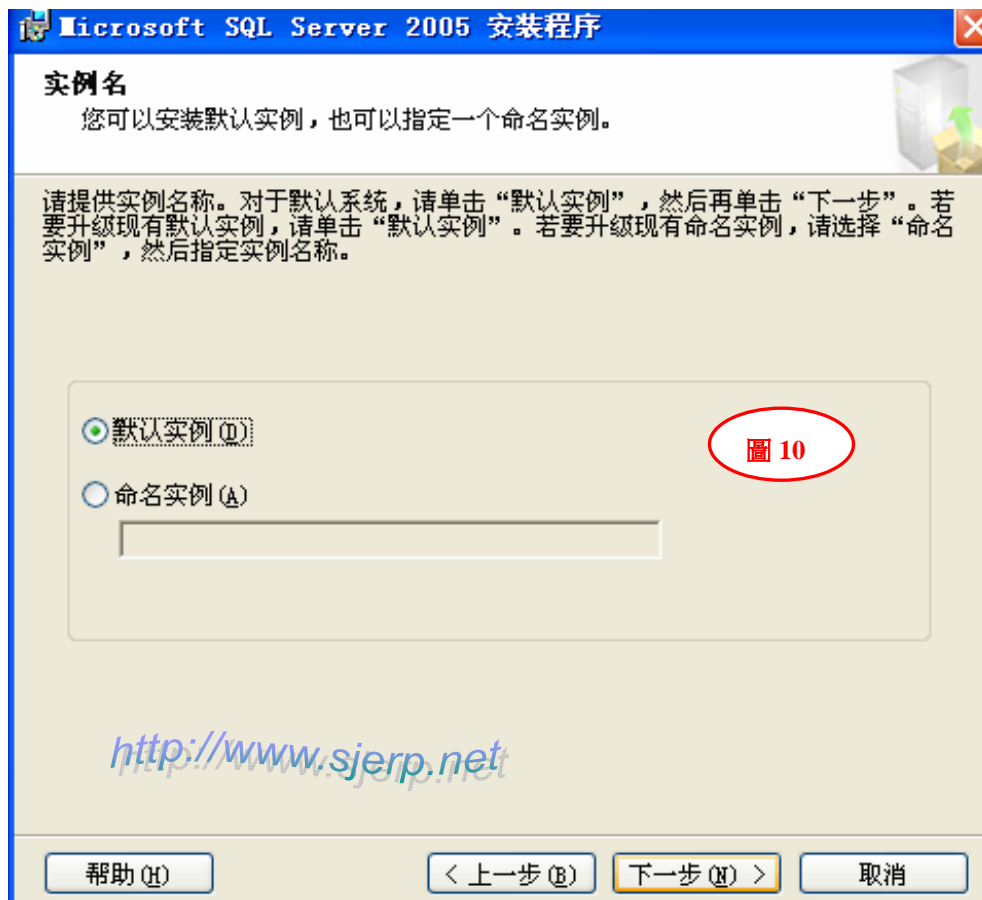 Microsoft SQL Server 2005 安装程序
实例名
您可以安装默认实例，也可以指定一个命名实例。
请提供实例名称。对于默认系统，请单击“默认实例”，然后再单击“下一步”。若
要升级现有默认实例，请单击“默认实例”。若要升级现有命名实例，请选择“命名
实例”，然后指定实例名称。
默认实例(D)
圖 10
命名实例(A)
http://www.sjerp.net
帮助(H)
< 上一步(B)
下一步(N) >
取消